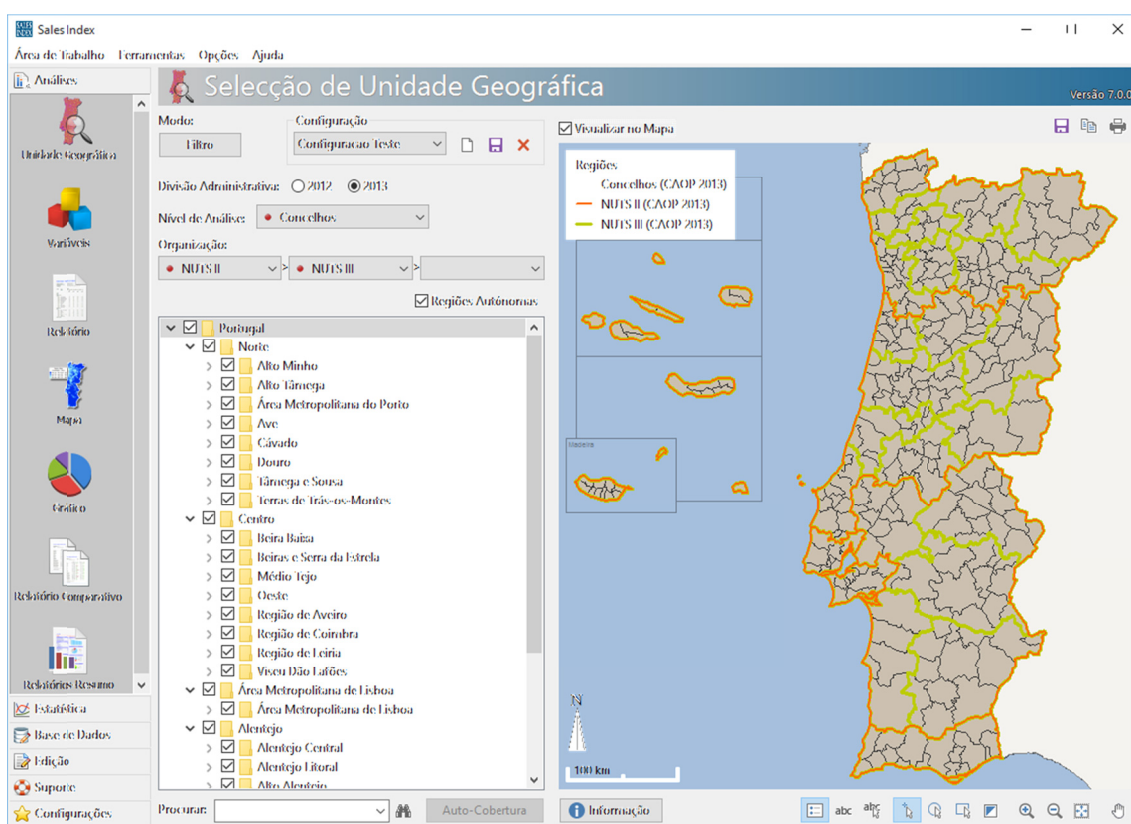 SALES INDEX
SalesIndex
Área de Trabalho Ferramentas Opções Ajuda
Análises
Unidade Geográfica
Variáveis
Relatório
Mapa
Gráfico
Relatório Comparativo
Relatórios Resumo
Estatística
Base de Dados
Edição
Suporte
Configurações
Selecção de Unidade Geográfica
Versão 7.0.0
Modo:
Filtro
Configuração
Configuracao Teste
Divisão Administrativa: 2012 2013
Nível de Análise: Concelhos
Organização:
NUTS II > NUTS III >
Regiões Autónomas
Portugal
Norte
Alto Minho
Alto Tâmega
Área Metropolitana do Porto
Ave
Cávado
Douro
Tâmega e Sousa
Terras de Trás-os-Montes
Centro
Beira Baixa
Beiras e Serra da Estrela
Médio Tejo
Oeste
Região de Aveiro
Região de Coimbra
Região de Leiria
Viseu Dão Lafões
Área Metropolitana de Lisboa
Área Metropolitana de Lisboa
Alentejo
Alentejo Central
Alentejo Litoral
Alto Alentejo
Procurar:
Auto-Cobertura
Visualizar no Mapa
Regiões
Concelhos (CAOP 2013)
NUTS II (CAOP 2013)
NUTS III (CAOP 2013)
Madeira
N
100 km
Informação
abc
abc